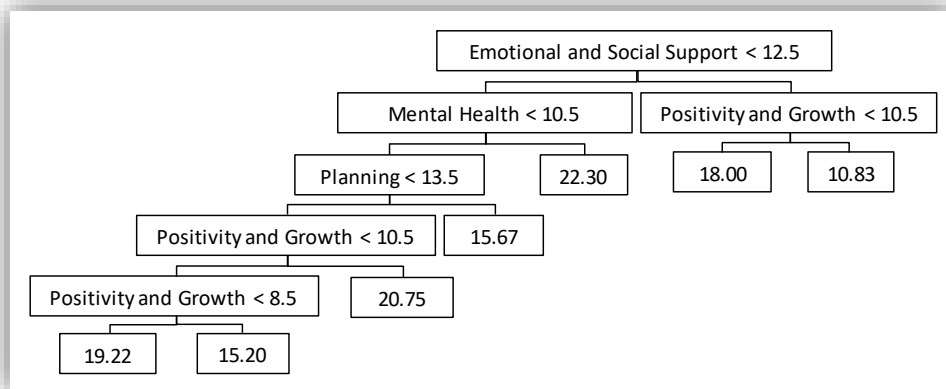 Emotional and Social Support < 12.5
Mental Health < 10.5
Positivity and Growth < 10.5
Planning < 13.5
22.30
18.00
10.83
Positivity and Growth < 10.5
15.67
Positivity and Growth < 8.5
20.75
19.22
15.20